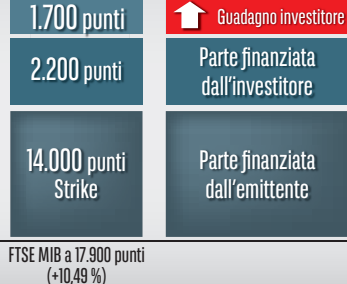 1.700 punti
Guadagno investitore
2.200 punti
Parte finanziata
dall'investitore
14.000 punti
Strike
Parte finanziata
dall'emittente
FTSE MIB a 17.900 punti
(+10,49 %)